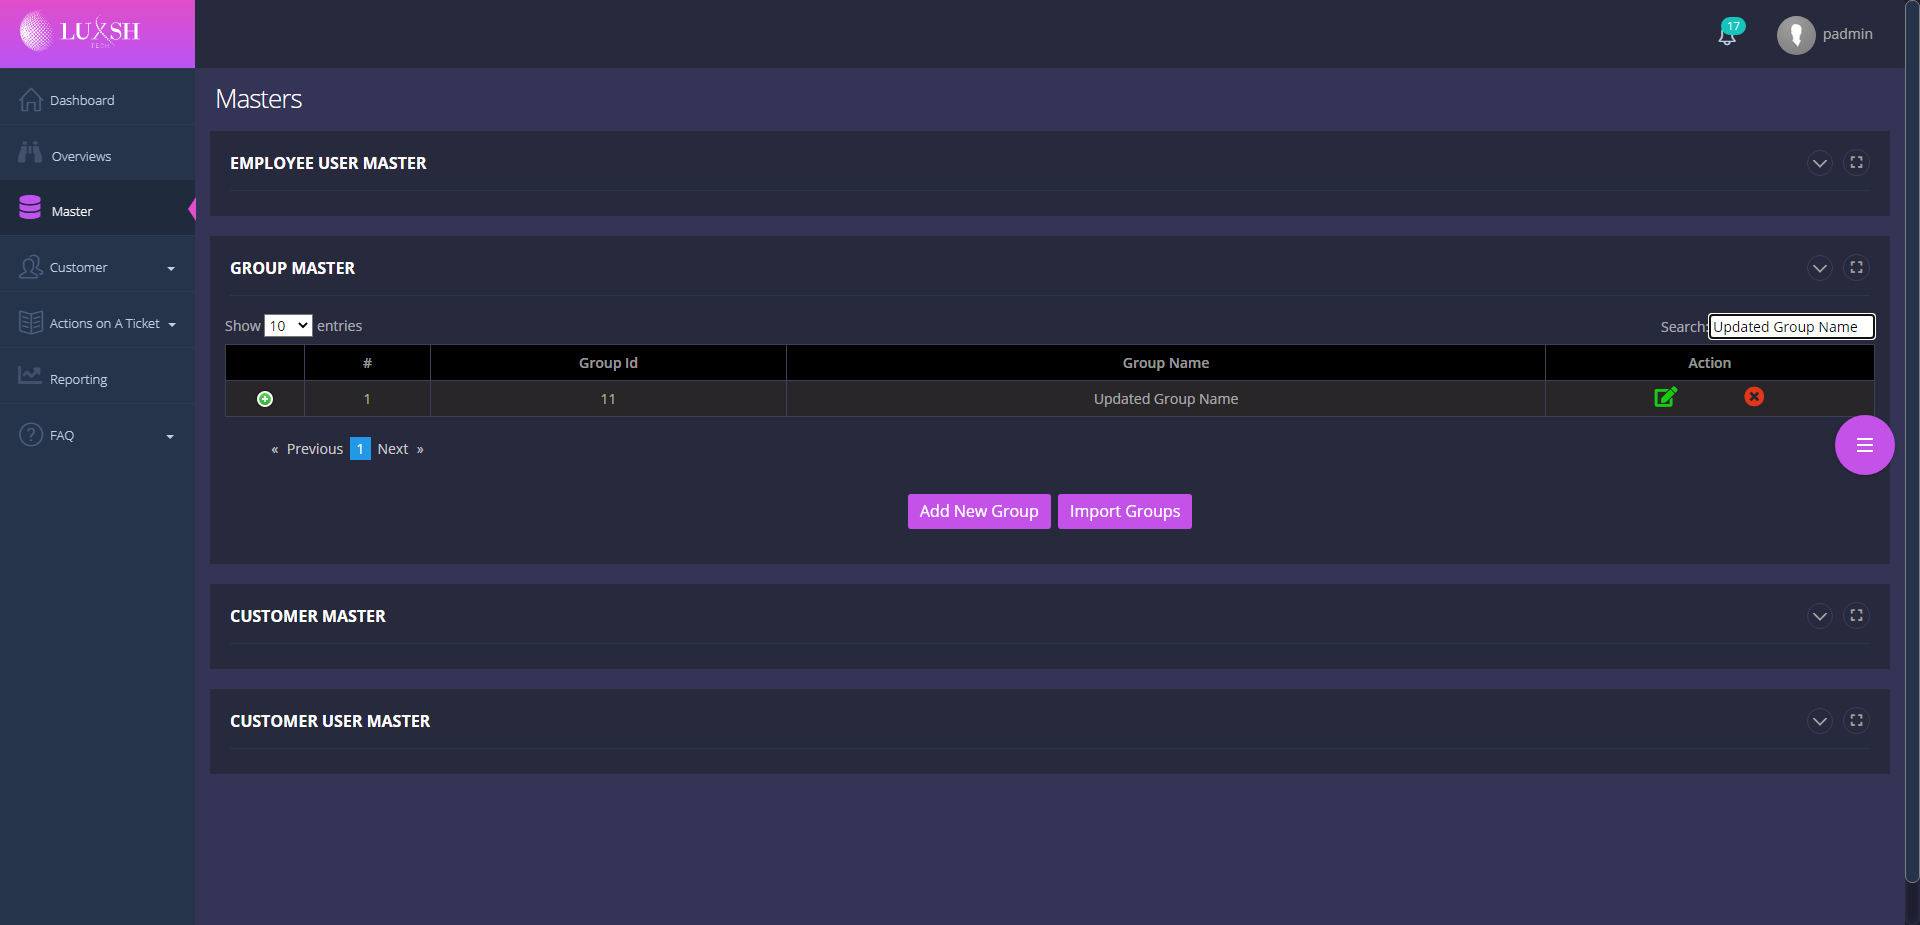 LUXSH
TECH
17
padmin
Dashboard
Overviews
Master
Customer
Actions on A Ticket
Reporting
FAQ
Masters
EMPLOYEE USER MASTER
GROUP MASTER
Show 10 entries
Search: Updated Group Name
# Group Id Group Name Action
1 11 Updated Group Name
« Previous 1 Next »
Add New Group Import Groups
CUSTOMER MASTER
CUSTOMER USER MASTER